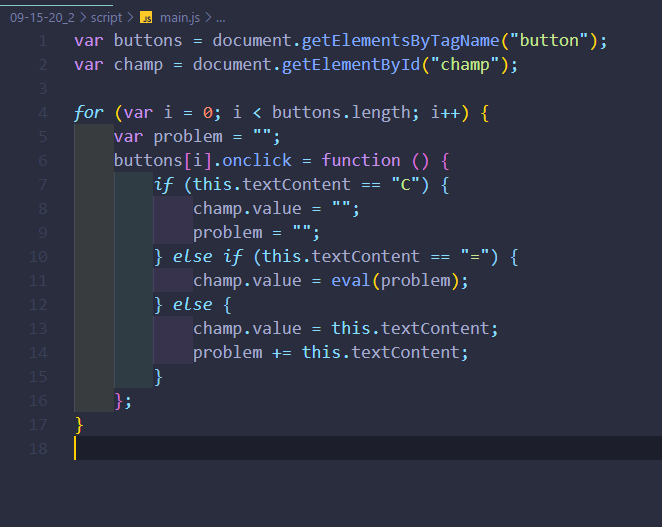 09-15-20_2 > script > JS main.js > ...
1 var buttons = document.getElementsByTagName("button");
2 var champ = document.getElementById("champ");
3
4 for (var i = 0; i < buttons.length; i++) {
5     var problem = "";
6     buttons[i].onclick = function () {
7         if (this.textContent == "C") {
8             champ.value = "";
9             problem = "";
10         } else if (this.textContent == "=") {
11             champ.value = eval(problem);
12         } else {
13             champ.value = this.textContent;
14             problem += this.textContent;
15         }
16     };
17 }
18